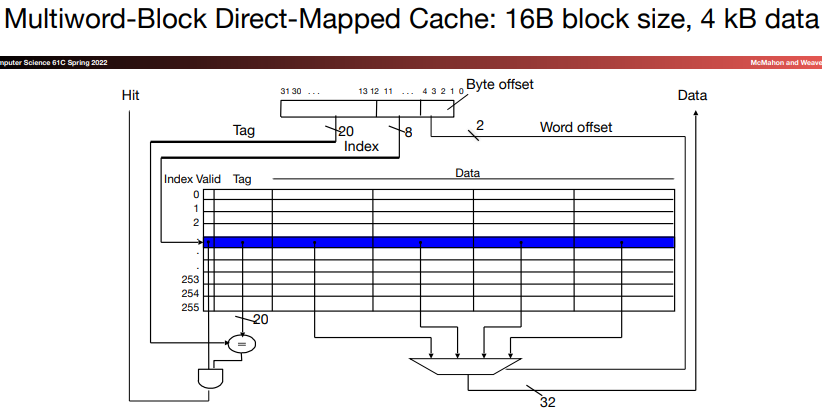 Multiword-Block Direct-Mapped Cache: 16B block size, 4 kB data
mputer Science 61C Spring 2022
McMahon and Weave
Byte offset
Hit
31 30 . . .
13 12 11 . . . 4 3 2 1 0
Data
Tag
20
8
2
Word offset
Index
Index Valid Tag
Data
0
1
2
.
.
253
254
255
20
=
32